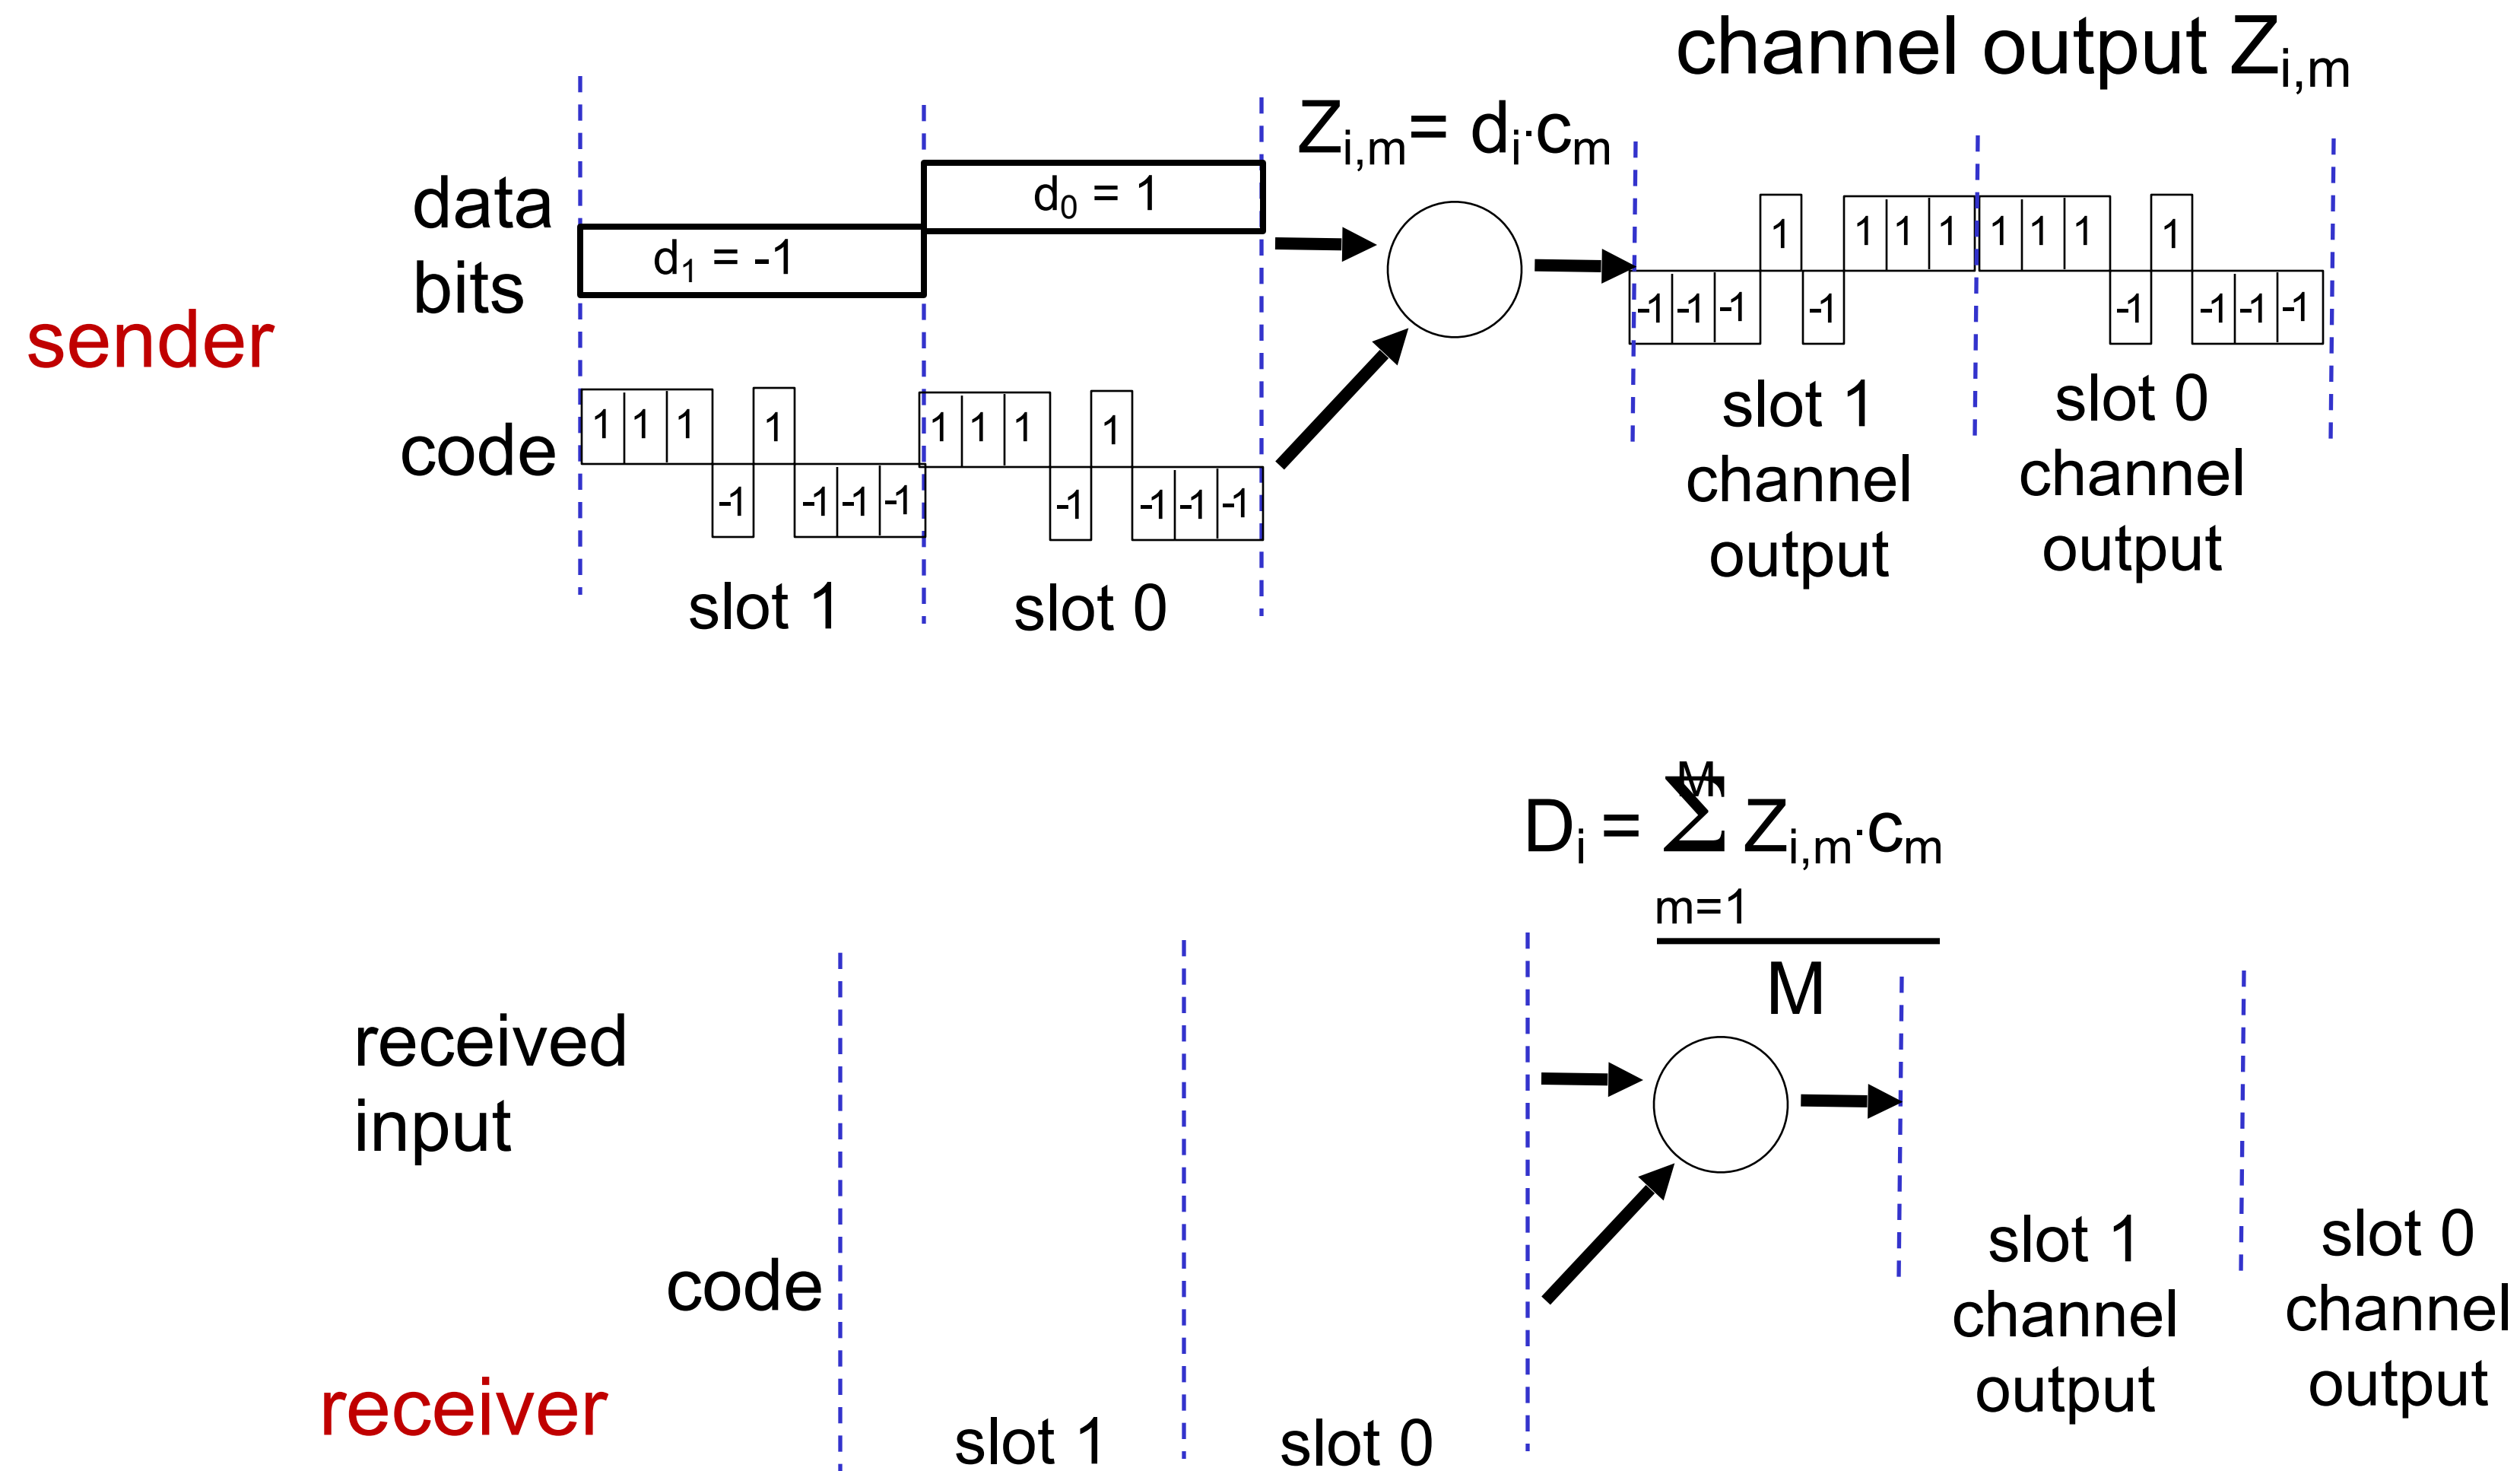 channel output Zi,m
Zi,m= di·cm
data
bits
d0 = 1
d1 = -1
sender
1 1 1 -1 1 -1 -1 -1
1 1 1 -1 1 -1 -1 -1
code
slot 1
slot 0
-1 -1 -1 1 -1 1 1 1
1 1 1 -1 1 -1 -1 -1
slot 1
channel
output
slot 0
channel
output
M
Di = Σ Zi,m·cm
m=1
M
received
input
code
receiver
slot 1
slot 0
slot 1
channel
output
slot 0
channel
output